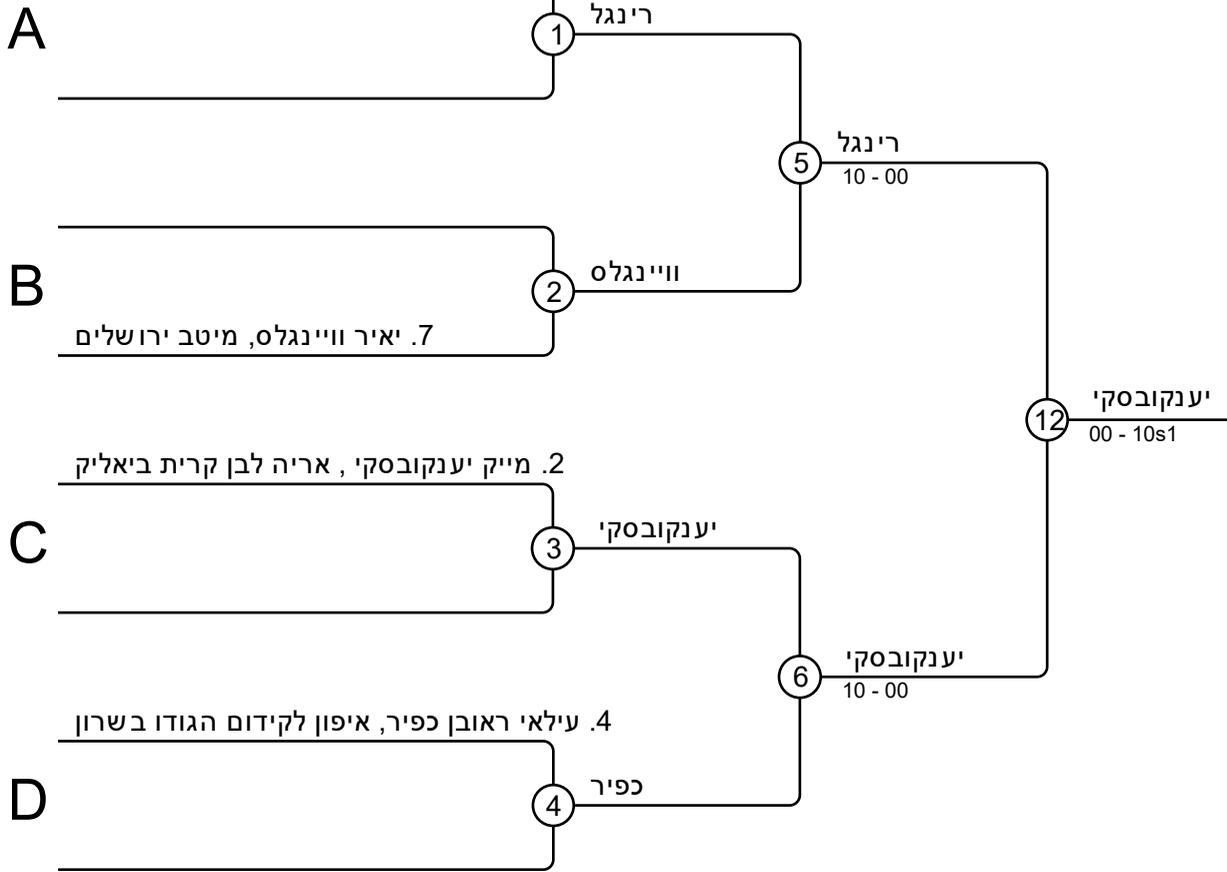 A
1
רינגל
5
רינגל
10 - 00
B
2
וויינגלס
7. יאיר וויינגלס, מיטב ירושלים
12
יענקובסקי
00 - 10s1
2. מייק יענקובסקי , אריה לבן קרית ביאליק
C
3
יענקובסקי
6
יענקובסקי
10 - 00
4. עילאי ראובן כפיר, איפון לקידום הגודו בשרון
D
4
כפיר